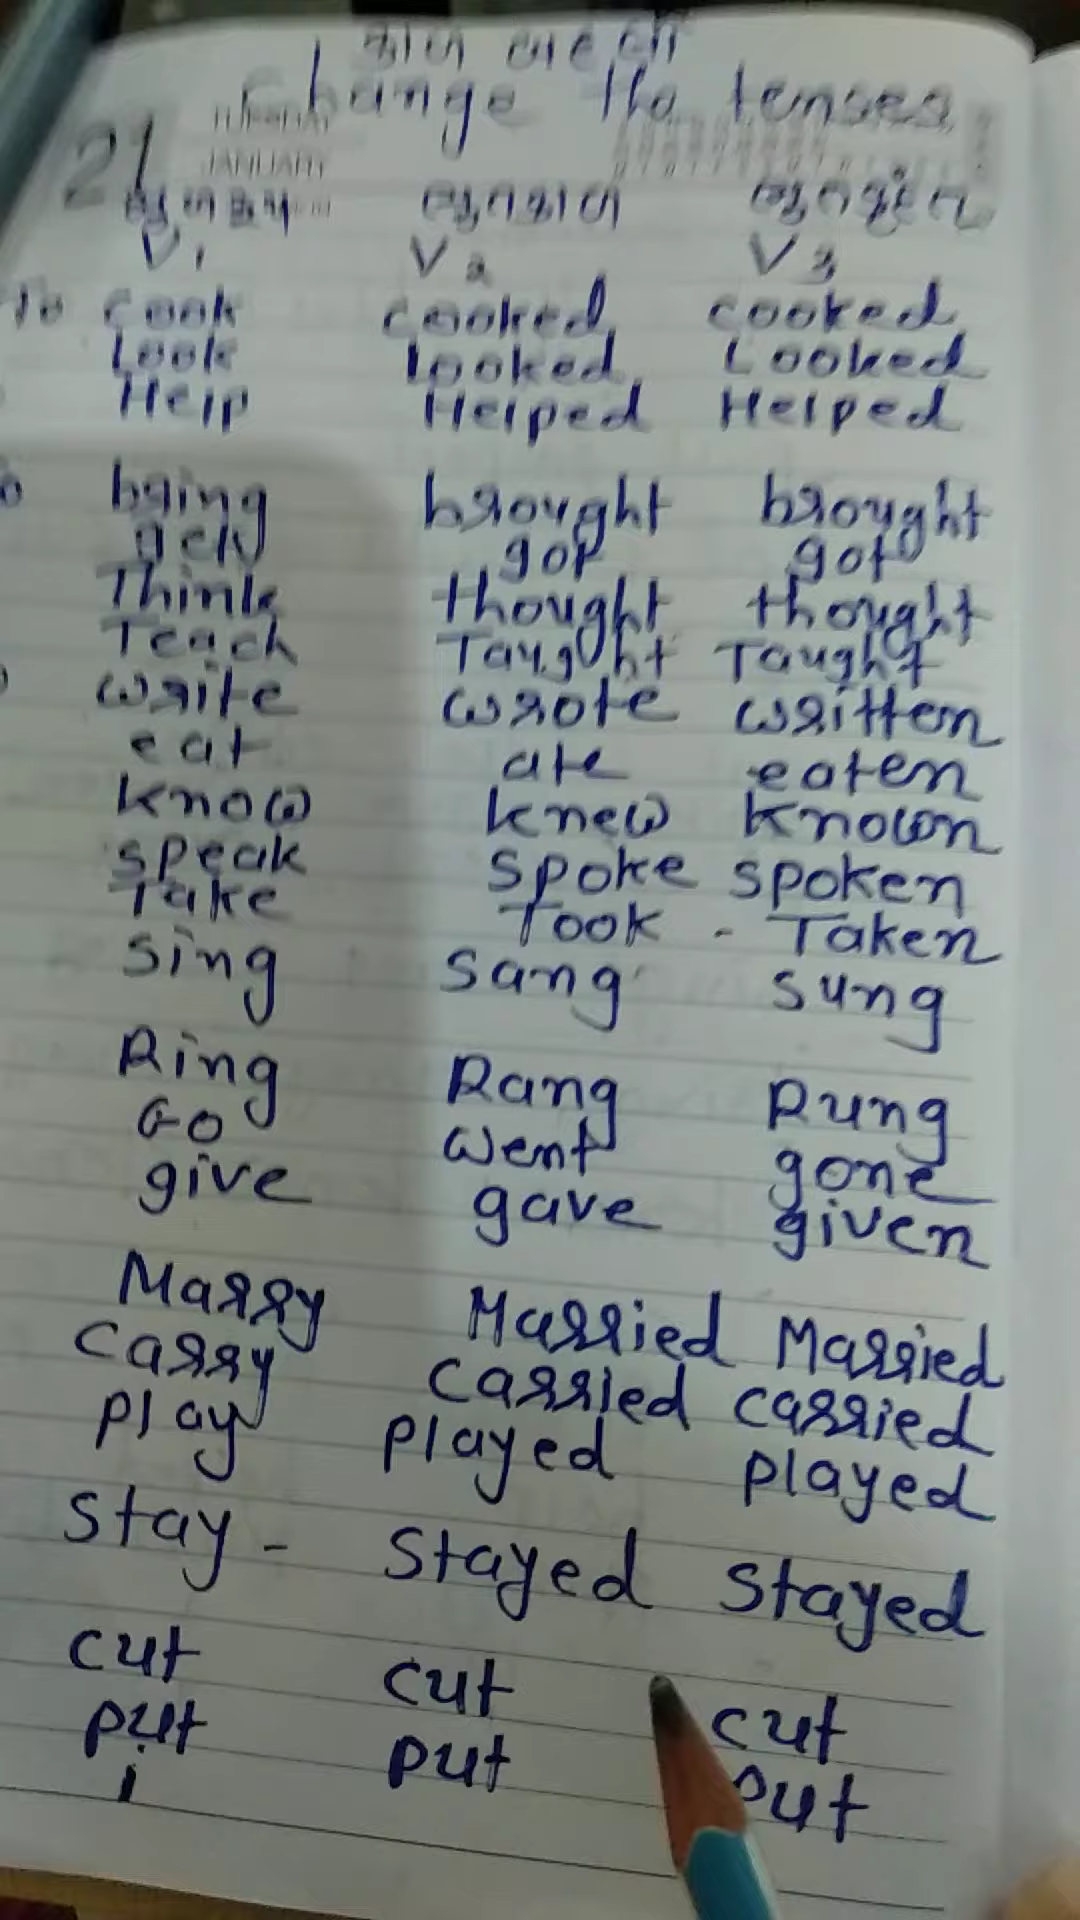 change the tenses
21 TUESDAY
JANUARY
V1 V2 V3
To cook cooked cooked
Look looked Looked
Help Helped Helped
bring brought brought
got got
Think thought thought
Teach Taught Taught
write wrote written
eat ate eaten
know knew known
speak spoke spoken
Take Took - Taken
sing sang sung
Ring Rang Rung
Go went gone
give gave given
Marry Married Married
carry carried carried
play played played
stay - stayed stayed
cut cut cut
put put put